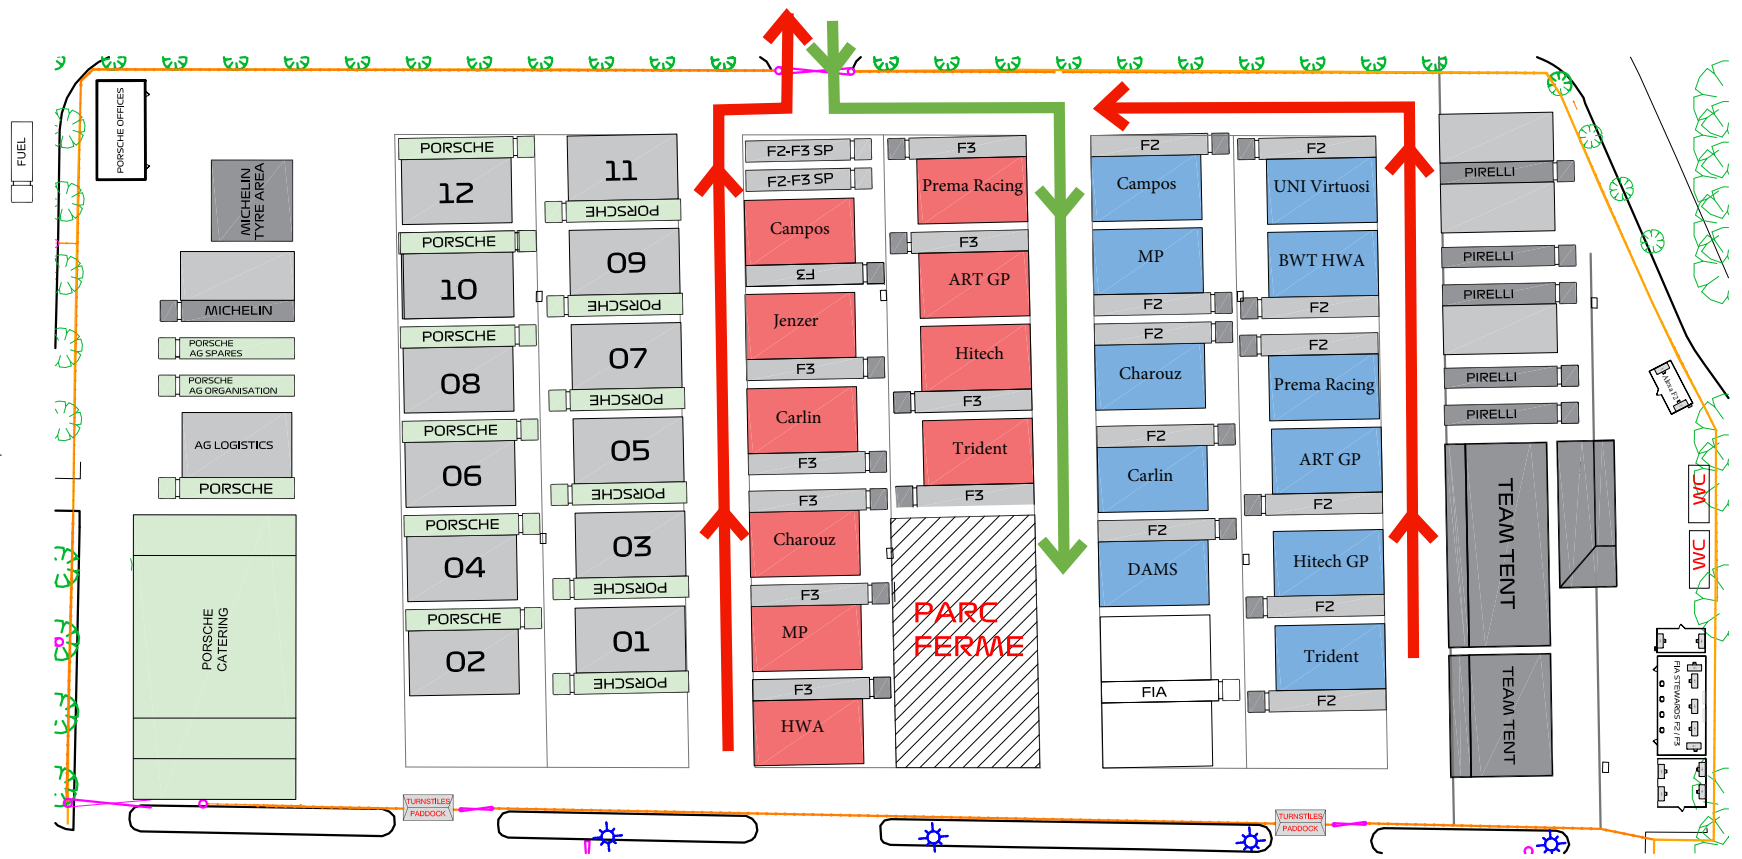 FUEL
PORSCHE OFFICES
MICHELIN
TYRE AREA
MICHELIN
PORSCHE
AG SPARES
PORSCHE
AG ORGANISATION
AG LOGISTICS
PORSCHE
PORSCHE
CATERING
PORSCHE
12
PORSCHE
10
PORSCHE
08
PORSCHE
06
PORSCHE
04
PORSCHE
02
11
PORSCHE
09
PORSCHE
07
PORSCHE
05
PORSCHE
03
PORSCHE
01
PORSCHE
F2-F3 SP
F2-F3 SP
Campos
F3
Jenzer
F3
Carlin
F3
F3
Charouz
F3
MP
F3
HWA
F3
Prema Racing
F3
ART GP
Hitech
F3
Trident
F3
PARC
FERME
F2
Campos
MP
F2
F2
Charouz
F2
Carlin
F2
DAMS
FIA
F2
UNI Virtuosi
BWT HWA
F2
F2
Prema Racing
ART GP
F2
Hitech GP
F2
Trident
F2
PIRELLI
PIRELLI
PIRELLI
PIRELLI
PIRELLI
TEAM TENT
TEAM TENT
WC
WC
FIA STEWARDS F2 / F3
TURNSTILES
PADDOCK
TURNSTILES
PADDOCK